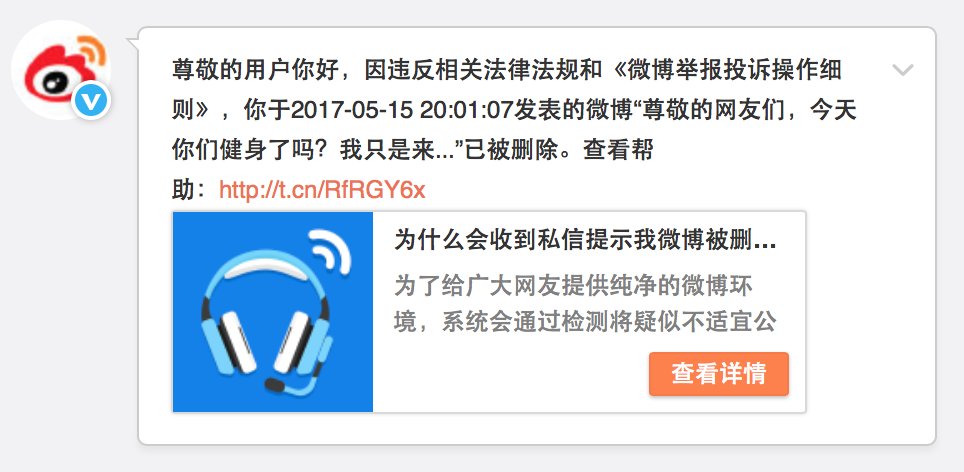 尊敬的用户你好，因违反相关法律法规和《微博举报投诉操作细
则》，你于2017-05-15 20:01:07发表的微博“尊敬的网友们，今天
你们健身了吗？我只是来...”已被删除。查看帮
助：http://t.cn/RfRGY6x
为什么会收到私信提示我微博被删...
为了给广大网友提供纯净的微博环
境，系统会通过检测将疑似不适宜公
查看详情